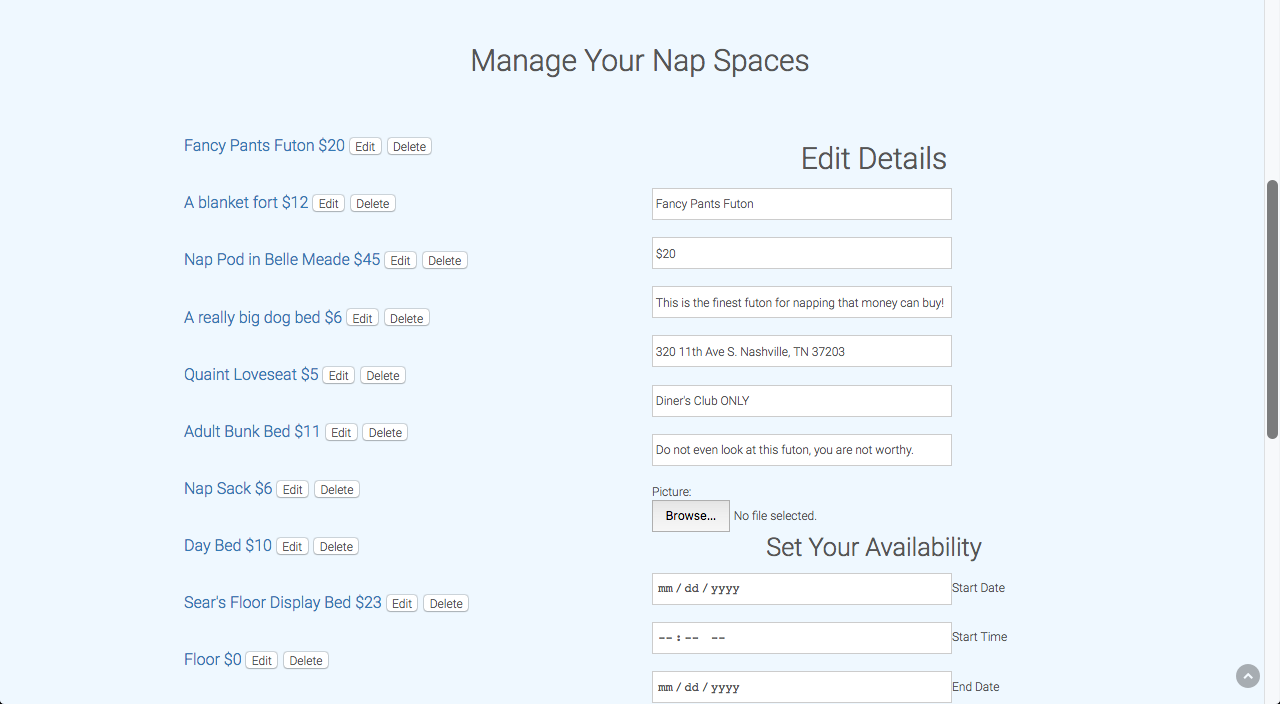 Manage Your Nap Spaces
Fancy Pants Futon $20 Edit Delete
A blanket fort $12 Edit Delete
Nap Pod in Belle Meade $45 Edit Delete
A really big dog bed $6 Edit Delete
Quaint Loveseat $5 Edit Delete
Adult Bunk Bed $11 Edit Delete
Nap Sack $6 Edit Delete
Day Bed $10 Edit Delete
Sear's Floor Display Bed $23 Edit Delete
Floor $0 Edit Delete
Edit Details
Fancy Pants Futon
$20
This is the finest futon for napping that money can buy!
320 11th Ave S. Nashville, TN 37203
Diner's Club ONLY
Do not even look at this futon, you are not worthy.
Picture:
Browse... No file selected.
Set Your Availability
mm / dd / yyyy Start Date
-- : -- -- Start Time
mm / dd / yyyy End Date